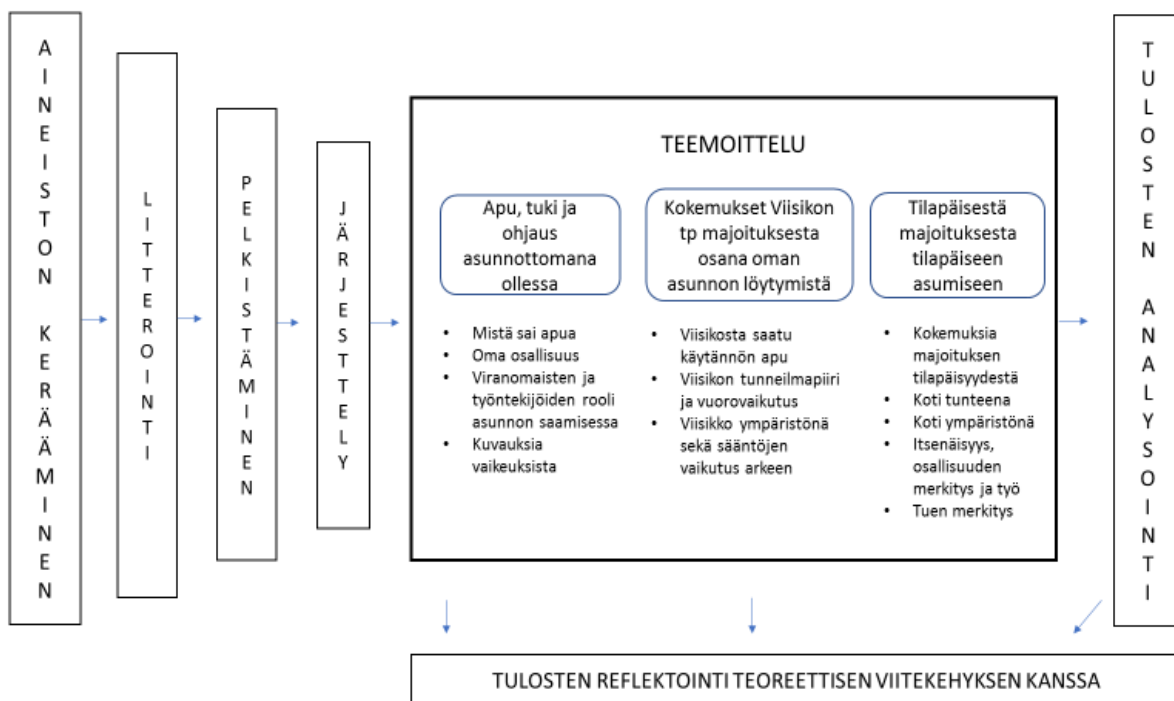 AINEISTON KERÄÄMINEN
LITTEROINTI
PELKISTÄMINEN
JÄRJESTTELY
TEEMOITTELU
Apu, tuki ja
ohjaus
asunnottomana
ollessa
• Mistä sai apua
• Oma osallisuus
• Viranomaisten ja
työntekijöiden rooli
asunnon saamisessa
• Kuvauksia
vaikeuksista
Kokemukset Viisikon
tp majoituksesta
osana oman
asunnon löytymistä
• Viisikosta saatu
käytännön apu
• Viisikon tunneilmapiiri
ja vuorovaikutus
• Viisikko ympäristönä
sekä sääntöjen
vaikutus arkeen
Tilapäisestä
majoituksesta
tilapäiseen
asumiseen
• Kokemuksia
majoituksen
tilapäisyydestä
• Koti tunteena
• Koti ympäristönä
• Itsenäisyys,
osallisuuden
merkitys ja työ
• Tuen merkitys
TULOSTEN ANALYSOINTI
TULOSTEN REFLEKTOINTI TEOREETTISEN VIITEKEHYKSEN KANSSA